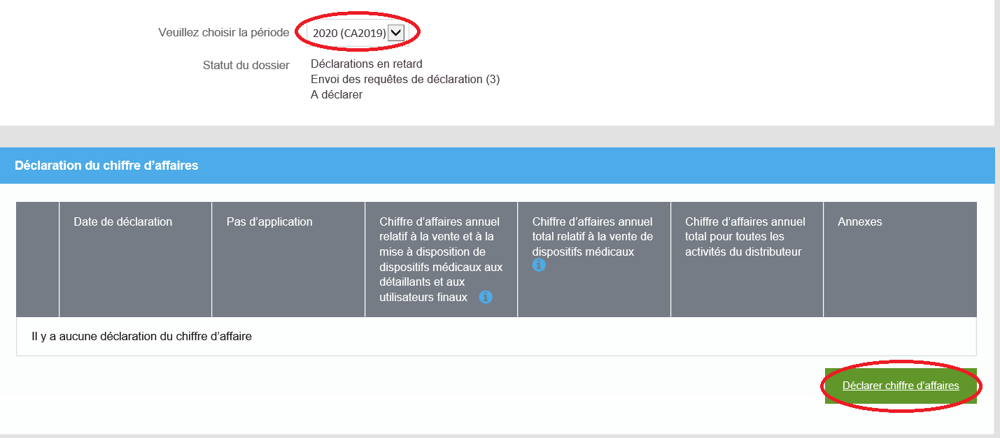 Veuillez choisir la période 2020 (CA2019)
Statut du dossier Déclarations en retard
Envoi des requêtes de déclaration (3)
A déclarer
Déclaration du chiffre d’affaires
Date de déclaration
Pas d’application
Chiffre d’affaires annuel
relatif à la vente et à la
mise à disposition de
dispositifs médicaux aux
détaillants et aux
utilisateurs finaux
Chiffre d’affaires annuel
total relatif à la vente de
dispositifs médicaux
Chiffre d’affaires annuel
total pour toutes les
activités du distributeur
Annexes
Il y a aucune déclaration du chiffre d’affaire
Déclarer chiffre d’affaires